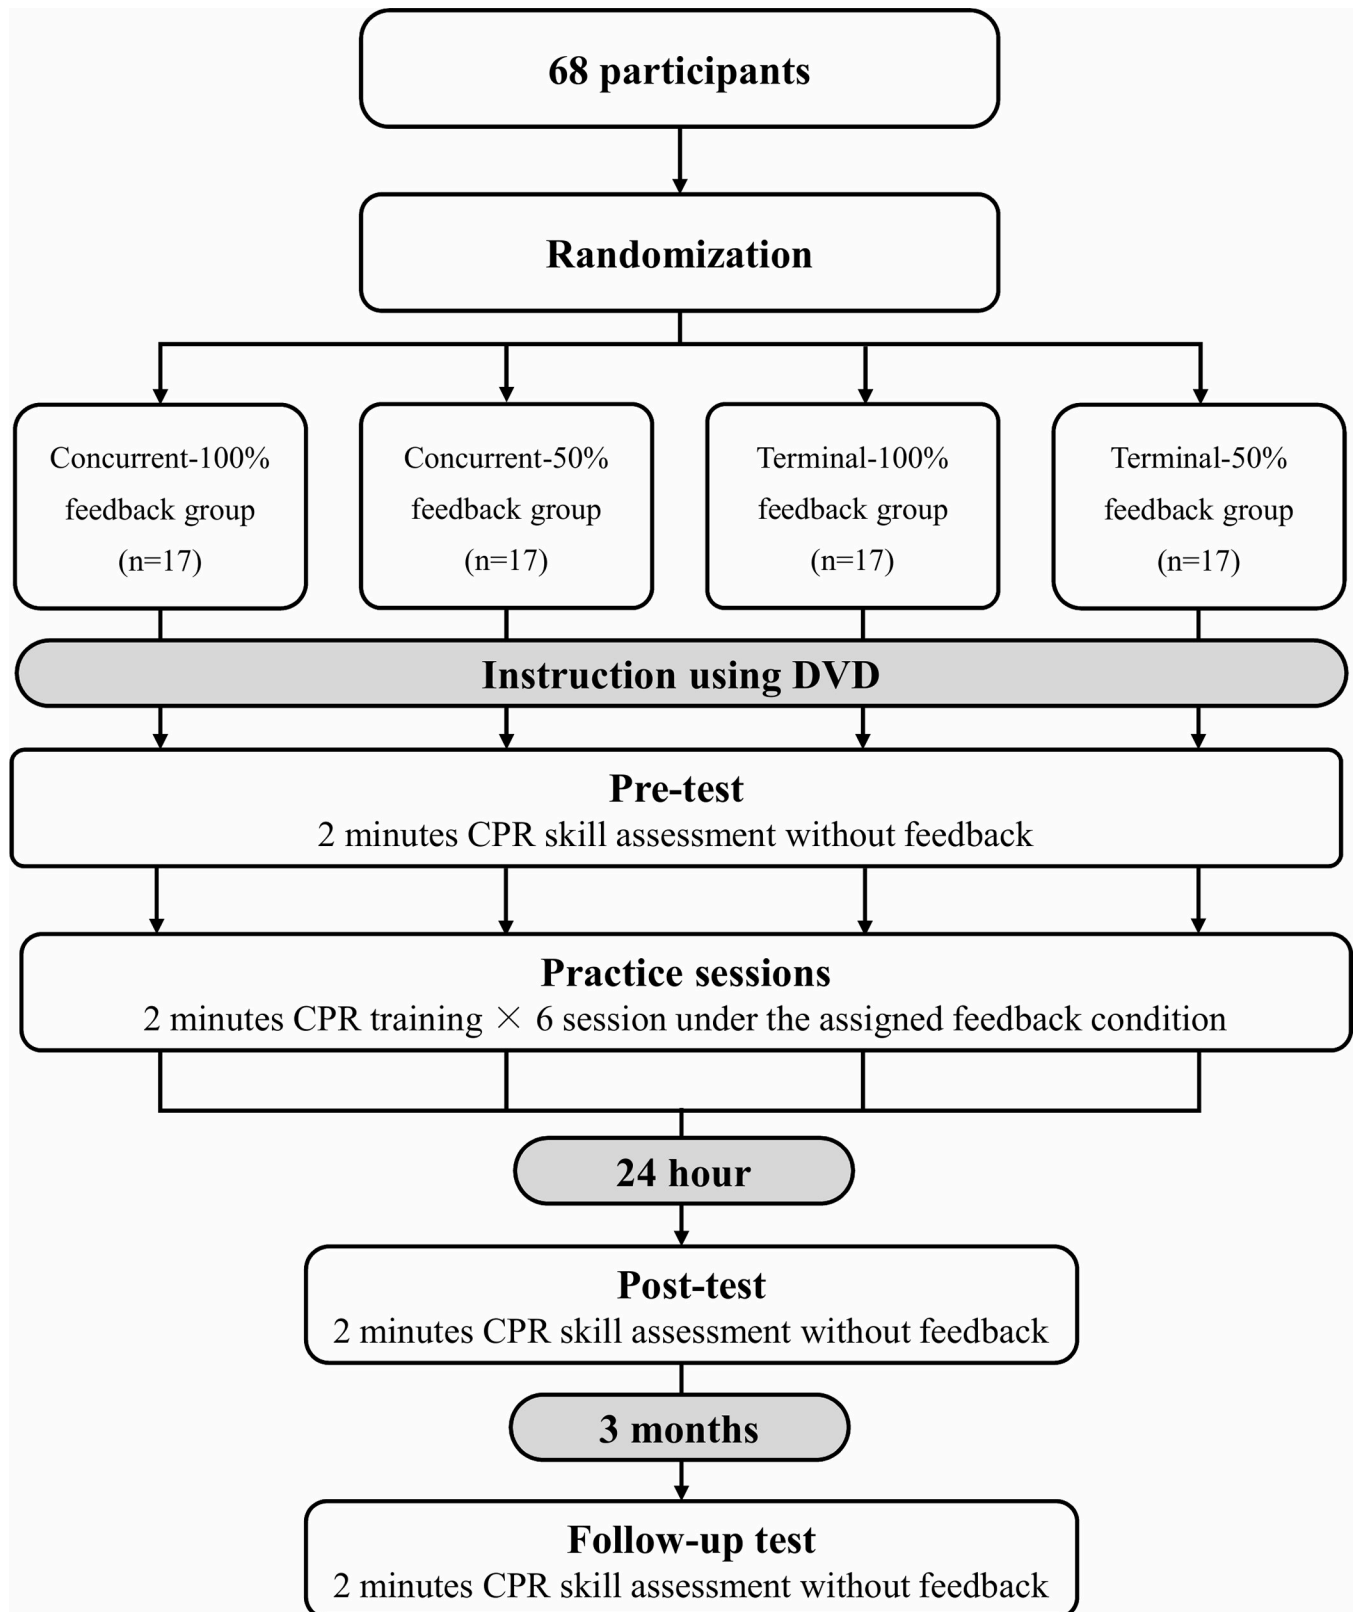 68 participants
Randomization
Concurrent-100%
feedback group
(n=17)
Concurrent-50%
feedback group
(n=17)
Terminal-100%
feedback group
(n=17)
Terminal-50%
feedback group
(n=17)
Instruction using DVD
Pre-test
2 minutes CPR skill assessment without feedback
Practice sessions
2 minutes CPR training × 6 session under the assigned feedback condition
24 hour
Post-test
2 minutes CPR skill assessment without feedback
3 months
Follow-up test
2 minutes CPR skill assessment without feedback